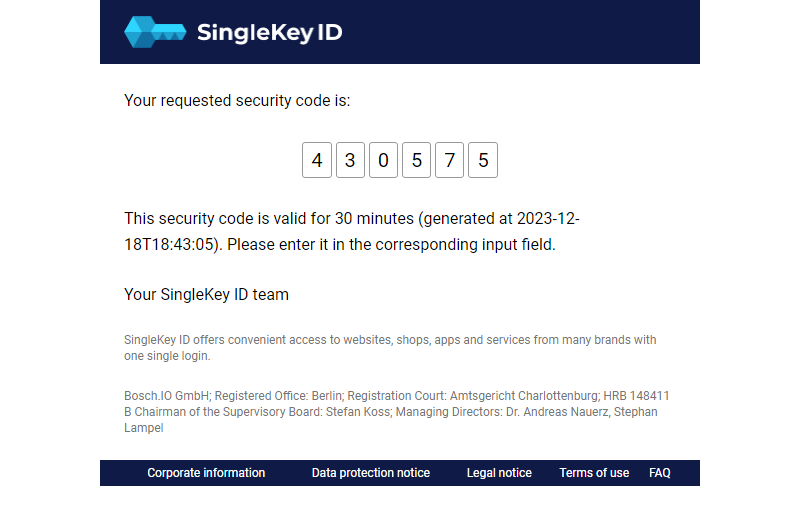 SingleKey ID
Your requested security code is:
4 3 0 5 7 5
This security code is valid for 30 minutes (generated at 2023-12-
18T18:43:05). Please enter it in the corresponding input field.
Your SingleKey ID team
SingleKey ID offers convenient access to websites, shops, apps and services from many brands with
one single login.
Bosch.IO GmbH; Registered Office: Berlin; Registration Court: Amtsgericht Charlottenburg; HRB 148411
B Chairman of the Supervisory Board: Stefan Koss; Managing Directors: Dr. Andreas Nauerz, Stephan
Lampel
Corporate information Data protection notice Legal notice Terms of use FAQ